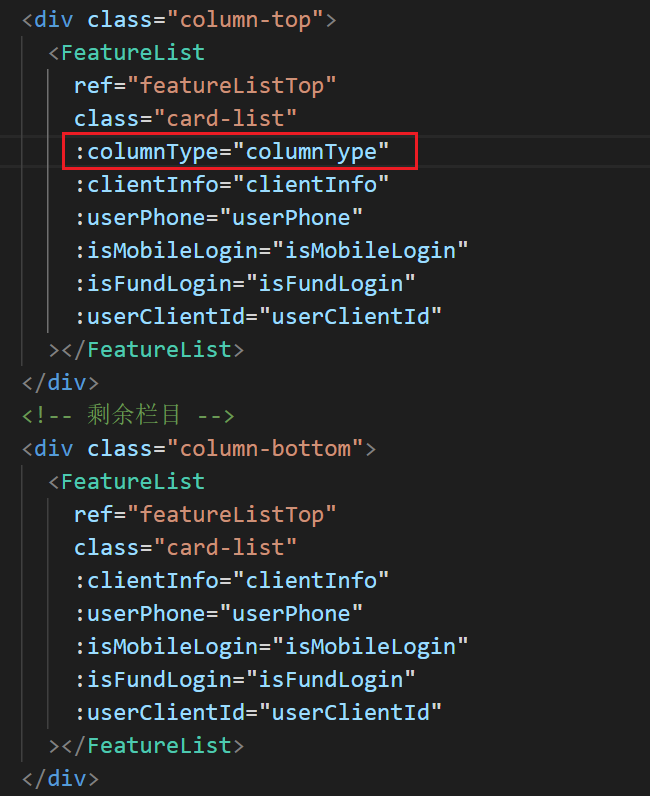 <div class="column-top">
<FeatureList
ref="featureListTop"
class="card-list"
:columnType="columnType"
:clientInfo="clientInfo"
:userPhone="userPhone"
:isMobileLogin="isMobileLogin"
:isFundLogin="isFundLogin"
:userClientId="userClientId"
></FeatureList>
</div>
<!-- 剩余栏目 -->
<div class="column-bottom">
<FeatureList
ref="featureListTop"
class="card-list"
:clientInfo="clientInfo"
:userPhone="userPhone"
:isMobileLogin="isMobileLogin"
:isFundLogin="isFundLogin"
:userClientId="userClientId"
></FeatureList>
</div>